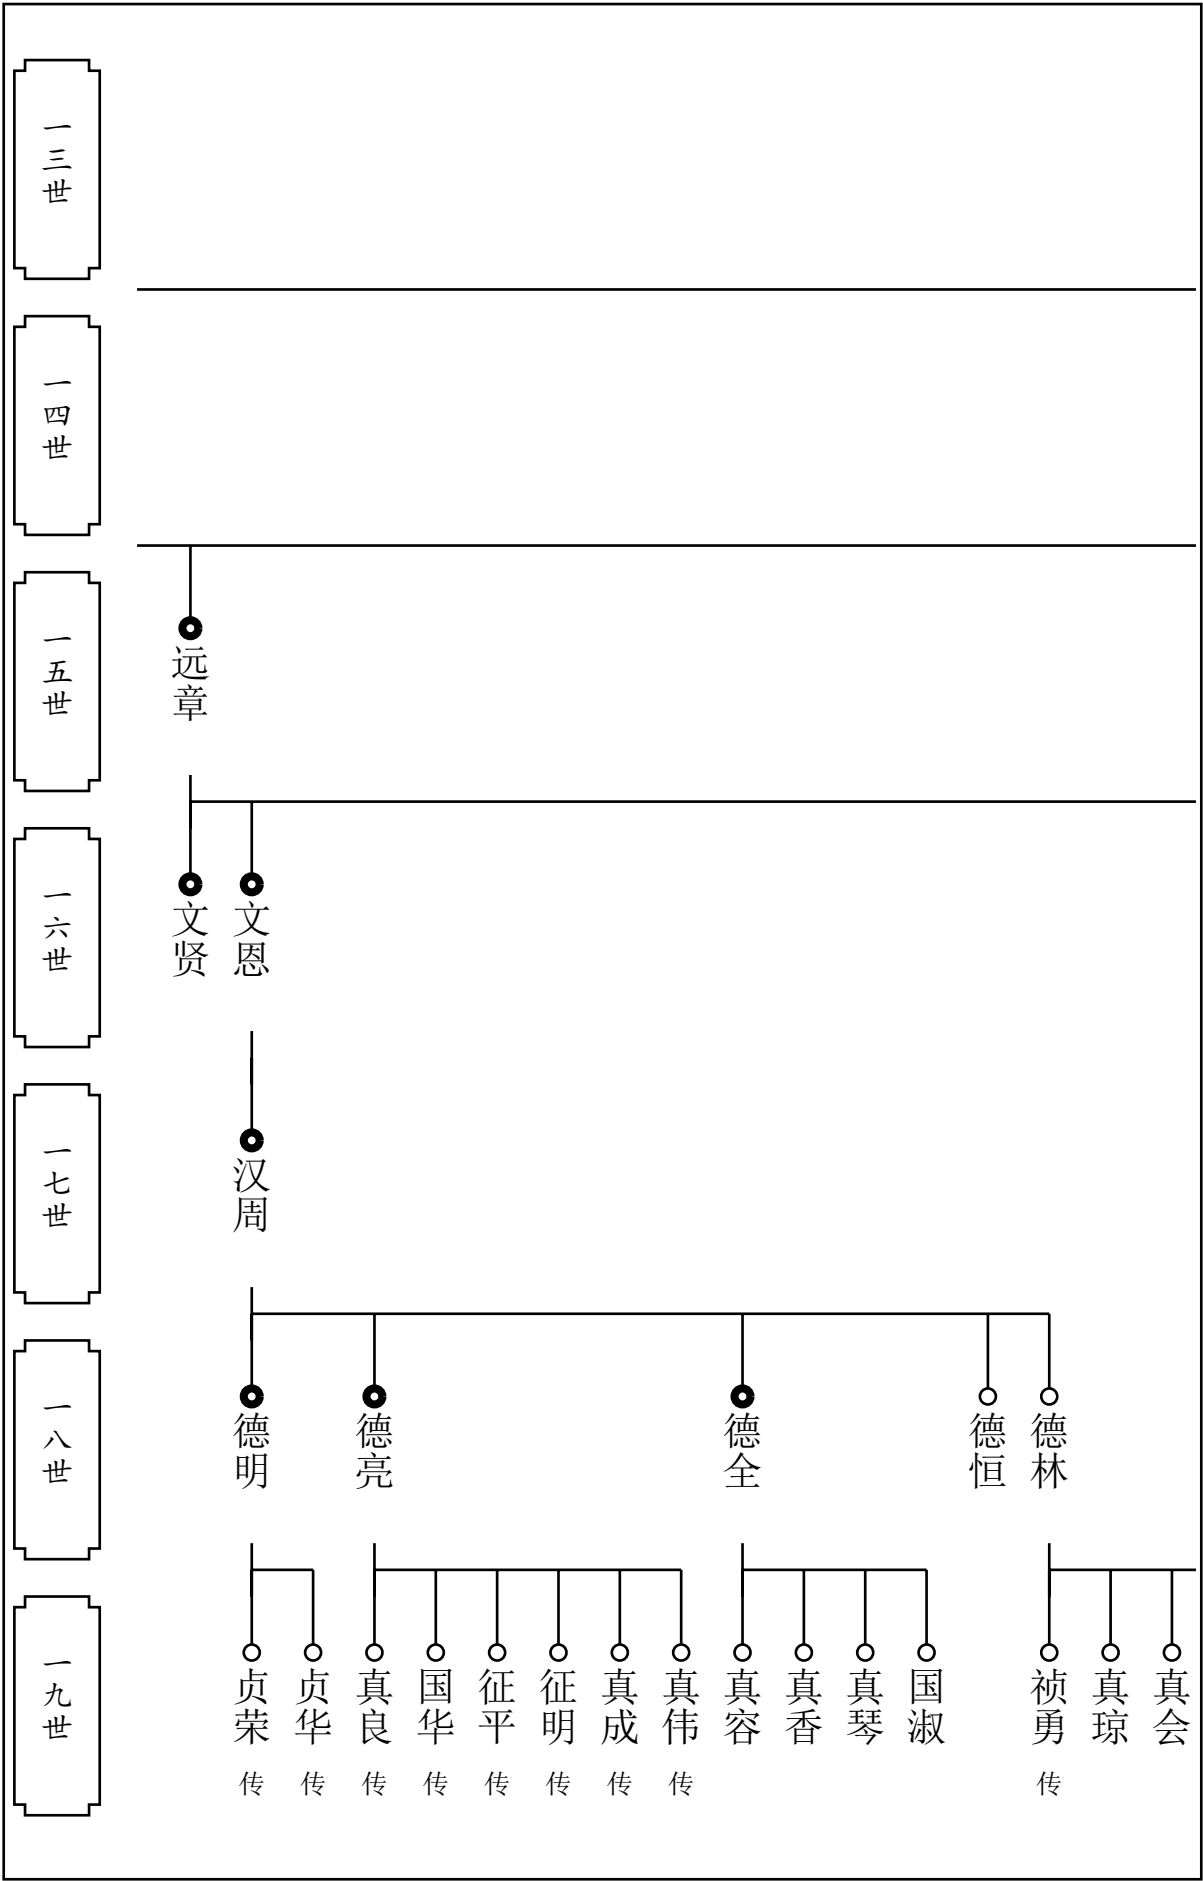 一三世
一四世
一五世
远章
一六世
文贤
文恩
一七世
汉周
一八世
德明
德亮
德全
德恒
德林
一九世
贞荣
传
贞华
传
真良
传
国华
传
征平
传
征明
传
真成
传
真伟
传
真容
真香
真琴
国淑
祯勇
传
真琼
真会